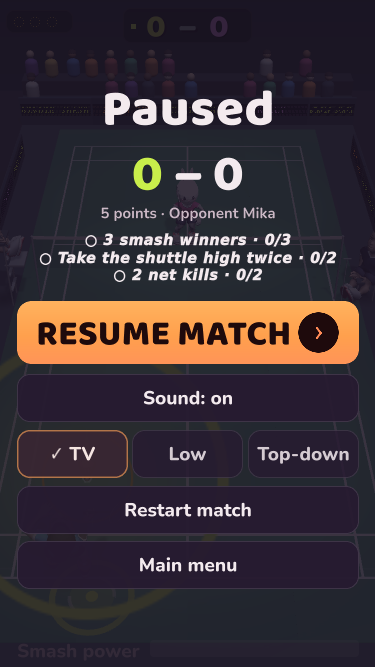 0 – 0
Paused
0 – 0
5 points · Opponent Mika
○ 3 smash winners · 0/3
○ Take the shuttle high twice · 0/2
○ 2 net kills · 0/2
RESUME MATCH ›
Sound: on
✓ TV Low Top-down
Restart match
Main menu
Smash power